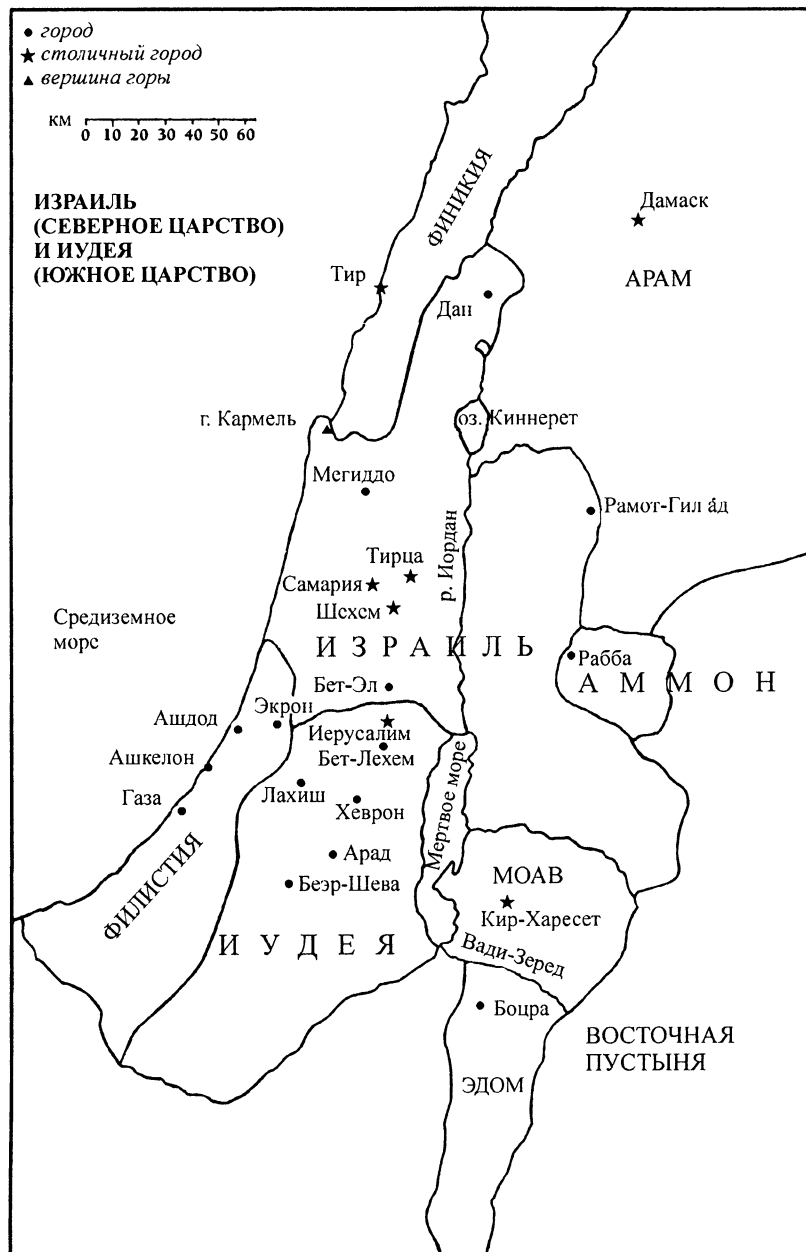 город
столичный город
вершина горы
км 0 10 20 30 40 50 60
ИЗРАИЛЬ
(СЕВЕРНОЕ ЦАРСТВО)
И ИУДЕЯ
(ЮЖНОЕ ЦАРСТВО)
ФИНИКИЯ
Дамаск
АРАМ
Тир
Дан
г. Кармель
оз. Киннерет
Мегиддо
Рамот-Гил а́д
р. Иордан
Тирца
Самария
Шехем
Средиземное
море
ИЗРАИЛЬ
Рабба
АММОН
Бет-Эл
Экрон
Ашдод
Иерусалим
Бет-Лехем
Ашкелон
Газа
Лахиш
Хеврон
Мертвое море
Арад
Беэр-Шева
ФИЛИСТИЯ
МОАВ
Кир-Харесет
ИУДЕЯ
Вади-Зеред
Боцра
ВОСТОЧНАЯ
ПУСТЫНЯ
ЭДОМ